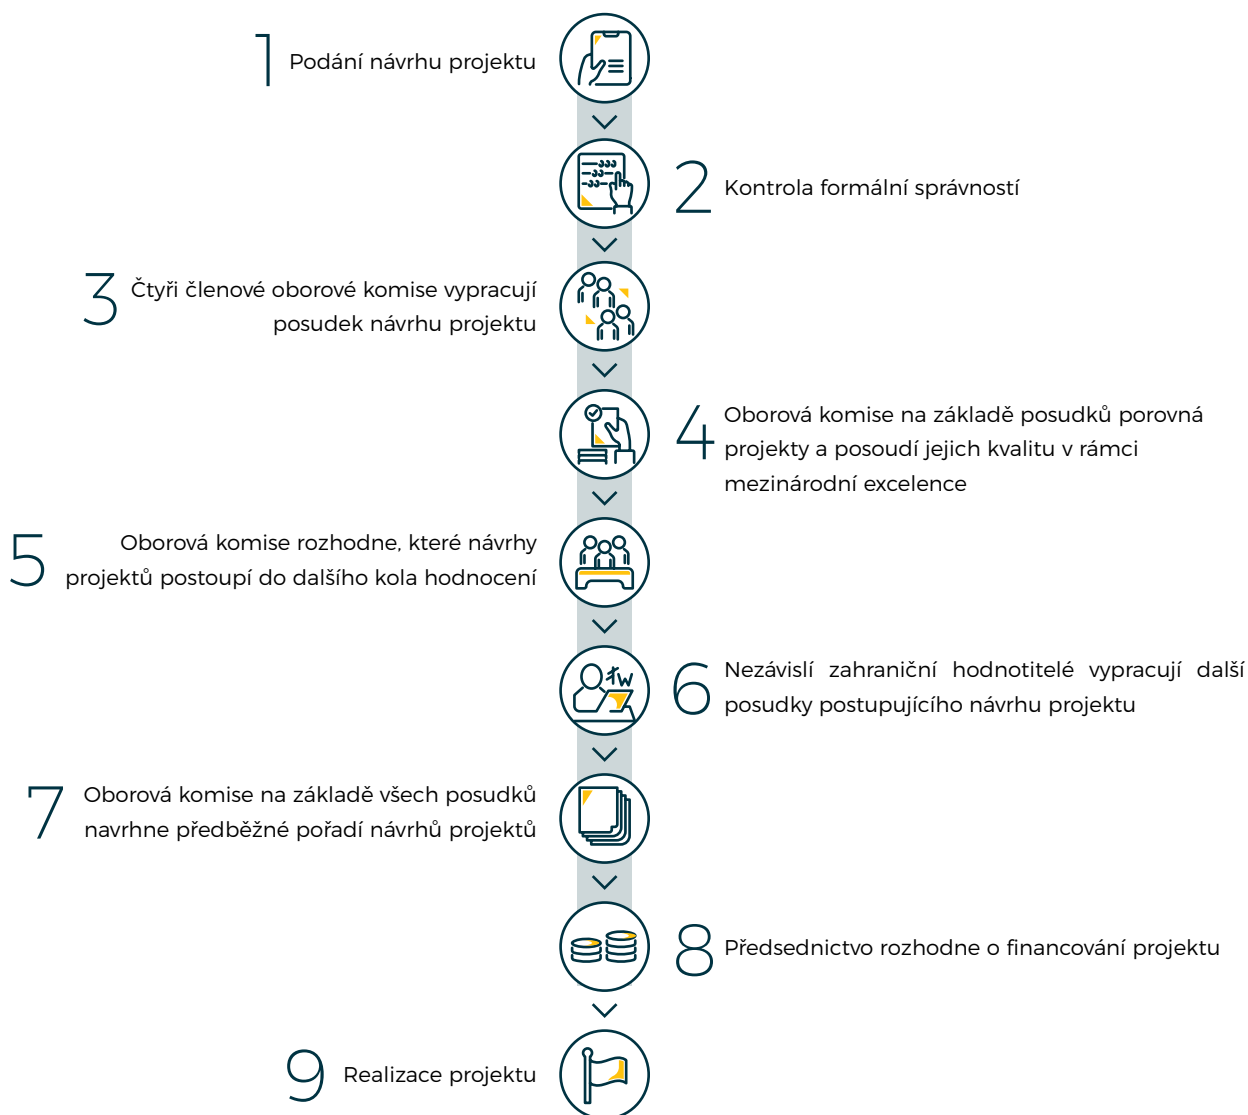 1 Podání návrhu projektu
2 Kontrola formální správností
3 Čtyři členové oborové komise vypracují
posudek návrhu projektu
4 Oborová komise na základě posudků porovná
projekty a posoudí jejich kvalitu v rámci
mezinárodní excelence
5 Oborová komise rozhodne, které návrhy
projektů postoupí do dalšího kola hodnocení
6 Nezávislí zahraniční hodnotitelé vypracují další
posudky postupujícího návrhu projektu
7 Oborová komise na základě všech posudků
navrhne předběžné pořadí návrhů projektů
8 Předsednictvo rozhodne o financování projektu
9 Realizace projektu